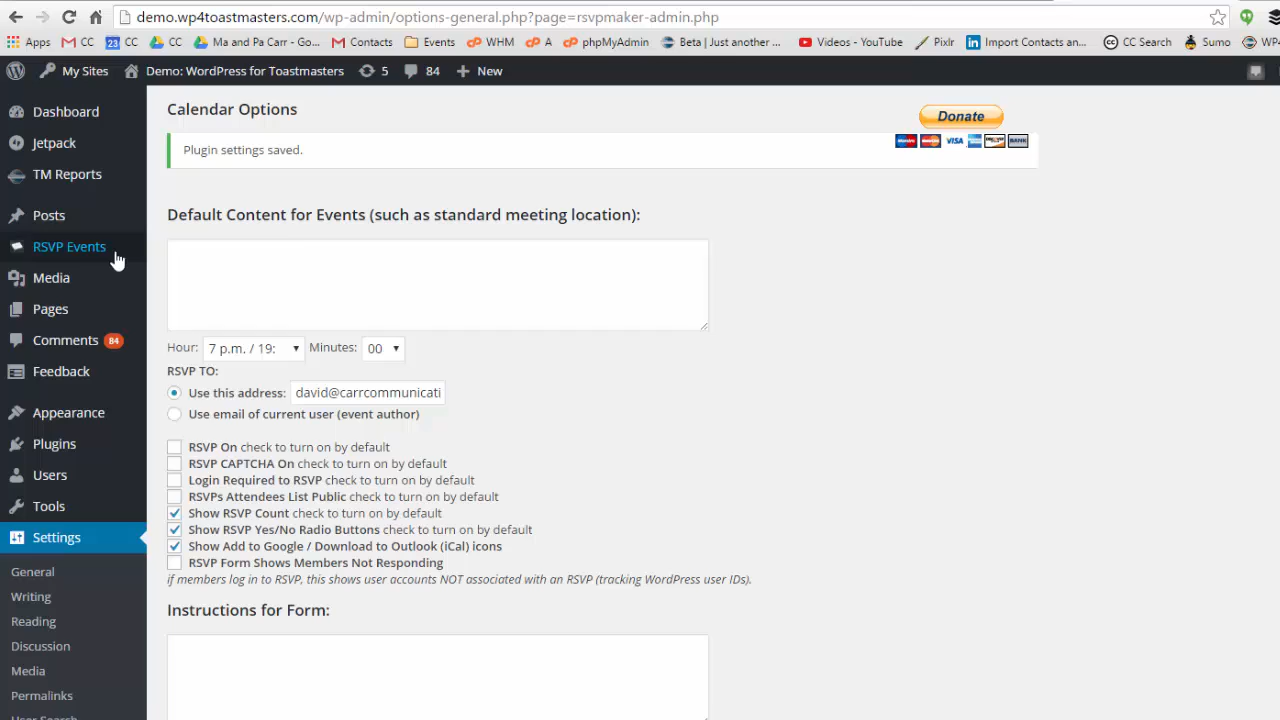 demo.wp4toastmasters.com/wp-admin/options-general.php?page=rsvpmaker-admin.php
Apps CC CC CC Ma and Pa Carr - Go... Contacts Events WHM A phpMyAdmin Beta | Just another ... Videos - YouTube Pixlr Import Contacts an... CC Search Sumo
My Sites Demo: WordPress for Toastmasters 5 84 New
Dashboard
Jetpack
TM Reports
Posts
RSVP Events
Media
Pages
Comments 84
Feedback
Appearance
Plugins
Users
Tools
Settings
General
Writing
Reading
Discussion
Media
Permalinks
User Search
Calendar Options
Donate
VISA
BANK
Plugin settings saved.
Default Content for Events (such as standard meeting location):
Hour: 7 p.m. / 19: Minutes: 00
RSVP TO:
Use this address: david@carrcommunicati
Use email of current user (event author)
RSVP On check to turn on by default
RSVP CAPTCHA On check to turn on by default
Login Required to RSVP check to turn on by default
RSVPs Attendees List Public check to turn on by default
Show RSVP Count check to turn on by default
Show RSVP Yes/No Radio Buttons check to turn on by default
Show Add to Google / Download to Outlook (iCal) icons
RSVP Form Shows Members Not Responding
if members log in to RSVP, this shows user accounts NOT associated with an RSVP (tracking WordPress user IDs).
Instructions for Form: